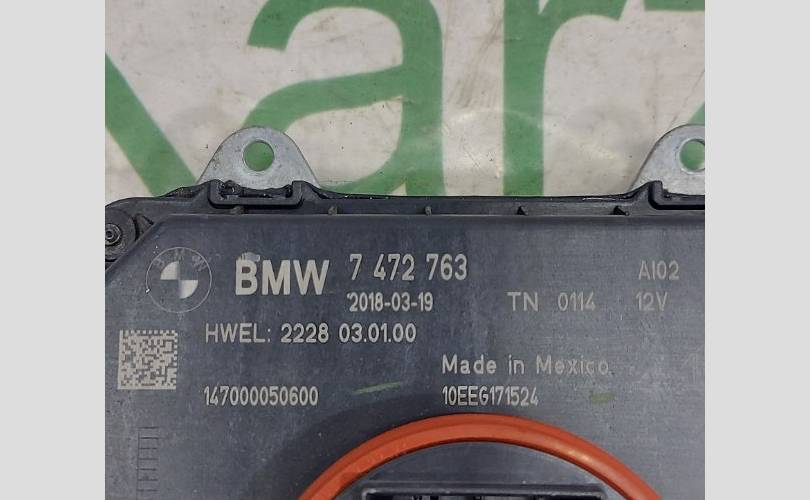 BMW 7 472 763 AI02
2018-03-19 TN 0114 12V
HWEL: 2228 03.01.00
Made in Mexico
147000050600 10EEG171524